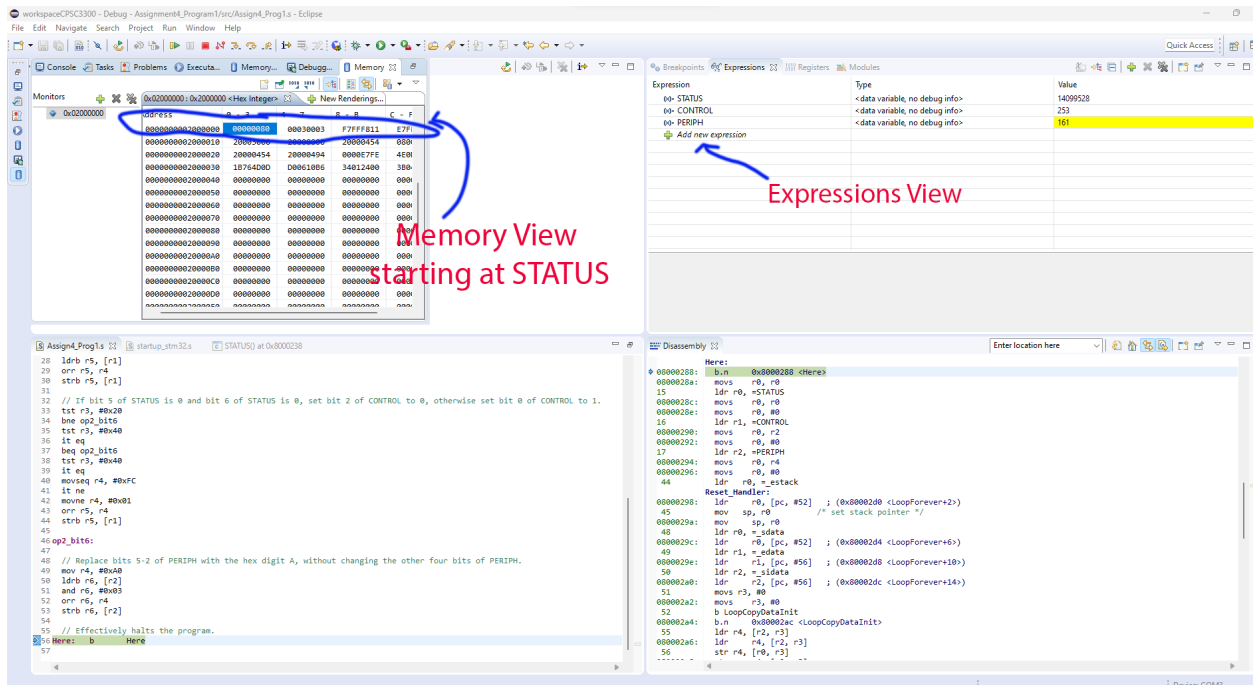 workspaceCPSC3300 - Debug - Assignment4_Program1/src/Assign4_Prog1.s - Eclipse
File Edit Navigate Search Project Run Window Help
Quick Access
Console Tasks Problems Executa... Memory... Debugg... Memory
Monitors
0x02000000 : 0x2000000 <Hex Integer> New Renderings...
0x02000000
Address 0 - 3 4 - 7 8 - B C - F
0000000002000000 00000080 00030003 F7FFF811
0000000002000010 20005000 20000454
0000000002000020 20000454 20000494 0000E7FE
0000000002000030 1B764D0D D00610B6 34012400
0000000002000040 00000000 00000000 00000000
0000000002000050 00000000 00000000 00000000
0000000002000060 00000000 00000000 00000000
0000000002000070 00000000 00000000 00000000
0000000002000080 00000000 00000000 00000000
0000000002000090 00000000 00000000 00000000
00000000020000A0 00000000 00000000 00000000
00000000020000B0 00000000 00000000 00000000
00000000020000C0 00000000 00000000 00000000
00000000020000D0 00000000 00000000 00000000
Memory View
starting at STATUS
Breakpoints Expressions Registers Modules
Expression Type Value
(x)= STATUS <data variable, no debug info> 14099528
(x)= CONTROL <data variable, no debug info> 253
(x)= PERIPH <data variable, no debug info> 161
Add new expression
Expressions View
Assign4_Prog1.s startup_stm32.s STATUS() at 0x8000238
28 ldrb r5, [r1]
29 orr r5, r4
30 strb r5, [r1]
31
32 // If bit 5 of STATUS is 0 and bit 6 of STATUS is 0, set bit 2 of CONTROL to 0, otherwise set bit 0 of CONTROL to 1.
33 tst r3, #0x20
34 bne op2_bit6
35 tst r3, #0x40
36 it eq
37 beq op2_bit6
38 tst r3, #0x40
39 it eq
40 movseq r4, #0xFC
41 it ne
42 movne r4, #0x01
43 orr r5, r4
44 strb r5, [r1]
45
46 op2_bit6:
47
48 // Replace bits 5-2 of PERIPH with the hex digit A, without changing the other four bits of PERIPH.
49 mov r4, #0xA0
50 ldrb r6, [r2]
51 and r6, #0x03
52 orr r6, r4
53 strb r6, [r2]
54
55 // Effectively halts the program.
56 Here: b Here
57
Disassembly Enter location here
Here:
08000288: b.n 0x8000288 <Here>
0800028a: movs r0, r0
15 ldr r0, =STATUS
0800028c: movs r0, r0
0800028e: movs r0, #0
16 ldr r1, =CONTROL
08000290: movs r0, r2
08000292: movs r0, #0
17 ldr r2, =PERIPH
08000294: movs r0, r4
08000296: movs r0, #0
44 ldr r0, =_estack
Reset_Handler:
08000298: ldr r0, [pc, #52] ; (0x80002d0 <LoopForever+2>)
45 mov sp, r0 /* set stack pointer */
0800029a: mov sp, r0
48 ldr r0, =_sdata
0800029c: ldr r0, [pc, #52] ; (0x80002d4 <LoopForever+6>)
49 ldr r1, =_edata
0800029e: ldr r1, [pc, #56] ; (0x80002d8 <LoopForever+10>)
50 ldr r2, =_sidata
080002a0: ldr r2, [pc, #56] ; (0x80002dc <LoopForever+14>)
51 movs r3, #0
080002a2: movs r3, #0
52 b LoopCopyDataInit
080002a4: b.n 0x80002ac <LoopCopyDataInit>
55 ldr r4, [r2, r3]
080002a6: ldr r4, [r2, r3]
56 str r4, [r0, r3]